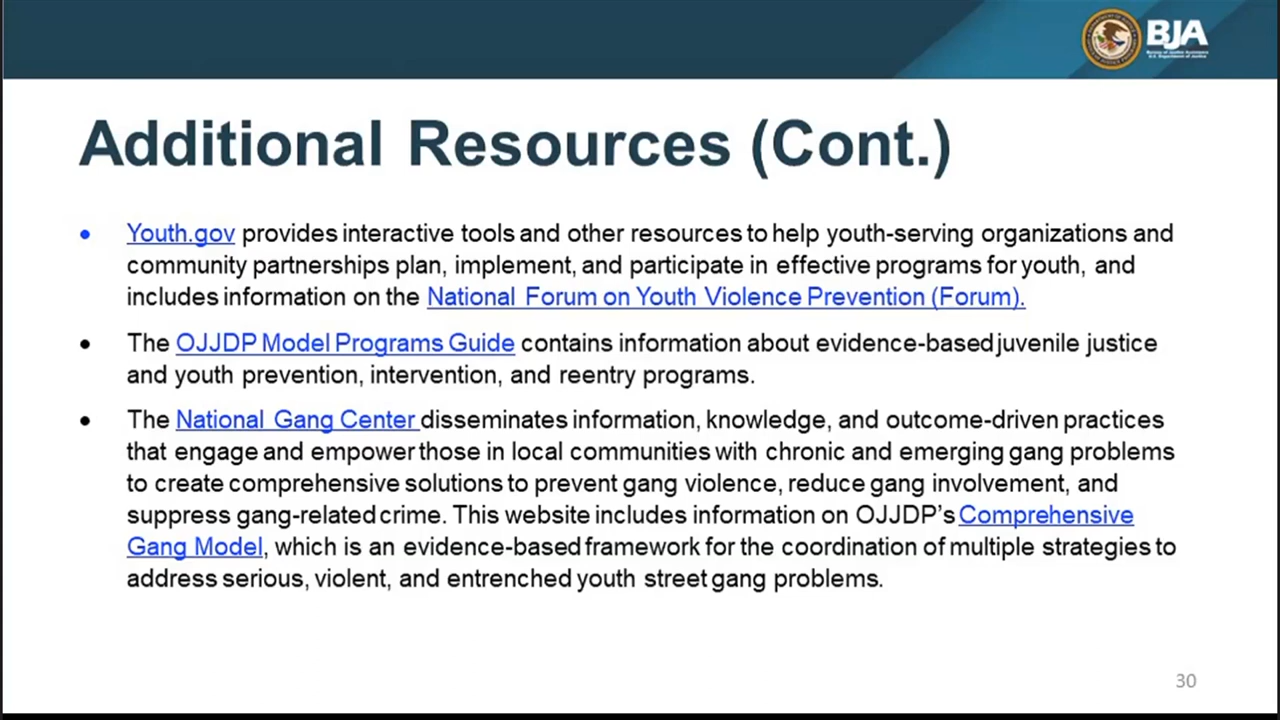 BJA
Bureau of Justice Assistance
U.S. Department of Justice
Additional Resources (Cont.)
• Youth.gov provides interactive tools and other resources to help youth-serving organizations and
community partnerships plan, implement, and participate in effective programs for youth, and
includes information on the National Forum on Youth Violence Prevention (Forum).
• The OJJDP Model Programs Guide contains information about evidence-based juvenile justice
and youth prevention, intervention, and reentry programs.
• The National Gang Center disseminates information, knowledge, and outcome-driven practices
that engage and empower those in local communities with chronic and emerging gang problems
to create comprehensive solutions to prevent gang violence, reduce gang involvement, and
suppress gang-related crime. This website includes information on OJJDP’s Comprehensive
Gang Model, which is an evidence-based framework for the coordination of multiple strategies to
address serious, violent, and entrenched youth street gang problems.
30